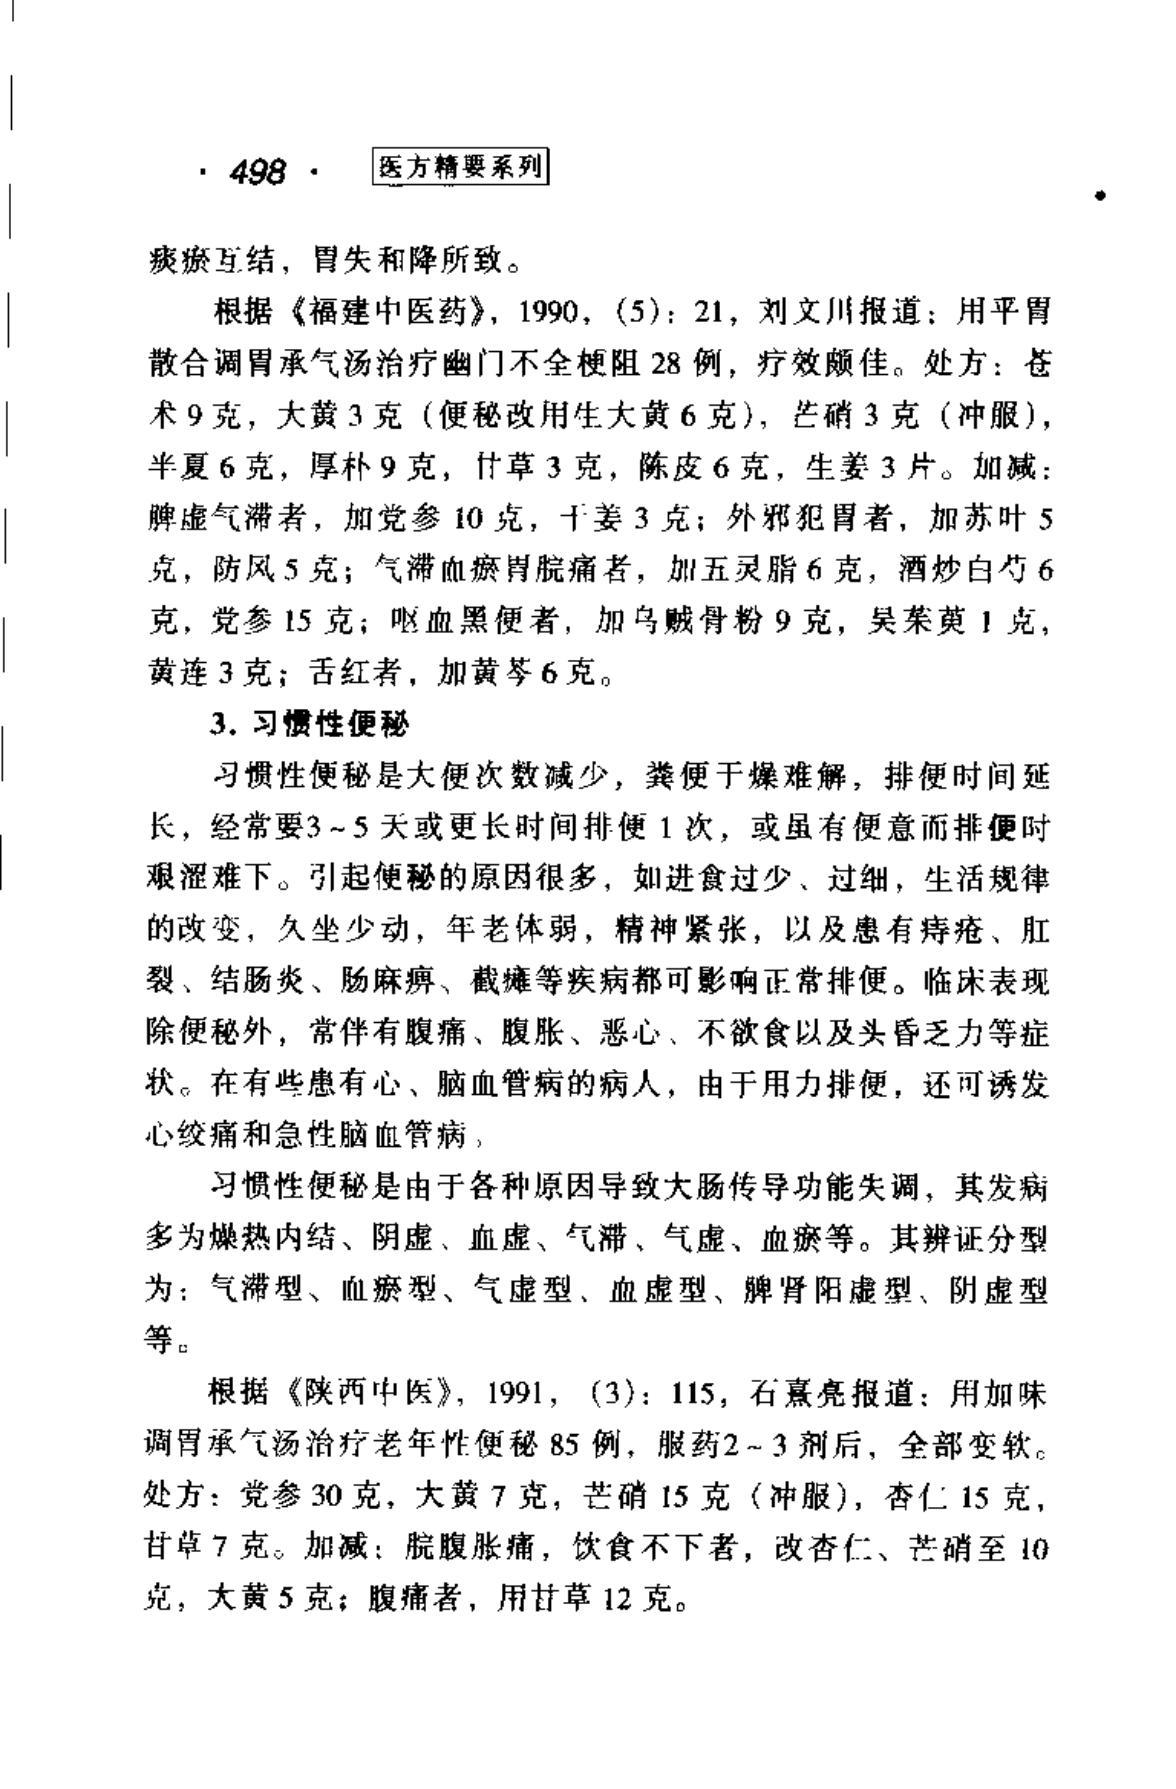 · 498 · 医方精要系列
痰瘀互结，胃失和降所致。
根据《福建中医药》，1990，(5)：21，刘文川报道：用平胃
散合调胃承气汤治疗幽门不全梗阻 28 例，疗效颇佳。处方：苍
术 9 克，大黄 3 克（便秘改用生大黄 6 克），芒硝 3 克（冲服），
半夏 6 克，厚朴 9 克，甘草 3 克，陈皮 6 克，生姜 3 片。加减：
脾虚气滞者，加党参 10 克，干姜 3 克；外邪犯胃者，加苏叶 5
克，防风 5 克；气滞血瘀胃脘痛者，加五灵脂 6 克，酒炒白芍 6
克，党参 15 克；呕血黑便者，加乌贼骨粉 9 克，吴茱萸 1 克，
黄连 3 克；舌红者，加黄芩 6 克。
3. 习惯性便秘
习惯性便秘是大便次数减少，粪便干燥难解，排便时间延
长，经常要3～5 天或更长时间排便 1 次，或虽有便意而排便时
艰涩难下。引起便秘的原因很多，如进食过少、过细，生活规律
的改变，久坐少动，年老体弱，精神紧张，以及患有痔疮、肛
裂、结肠炎、肠麻痹、截瘫等疾病都可影响正常排便。临床表现
除便秘外，常伴有腹痛、腹胀、恶心、不欲食以及头昏乏力等症
状。在有些患有心、脑血管病的病人，由于用力排便，还可诱发
心绞痛和急性脑血管病。
习惯性便秘是由于各种原因导致大肠传导功能失调，其发病
多为燥热内结、阴虚、血虚、气滞、气虚、血瘀等。其辨证分型
为：气滞型、血瘀型、气虚型、血虚型、脾肾阳虚型、阴虚型
等。
根据《陕西中医》，1991，(3)：115，石熹亮报道：用加味
调胃承气汤治疗老年性便秘 85 例，服药2～3 剂后，全部变软。
处方：党参 30 克，大黄 7 克，芒硝 15 克（冲服），杏仁 15 克，
甘草 7 克。加减：脘腹胀痛，饮食不下者，改杏仁、芒硝至 10
克，大黄 5 克；腹痛者，用甘草 12 克。